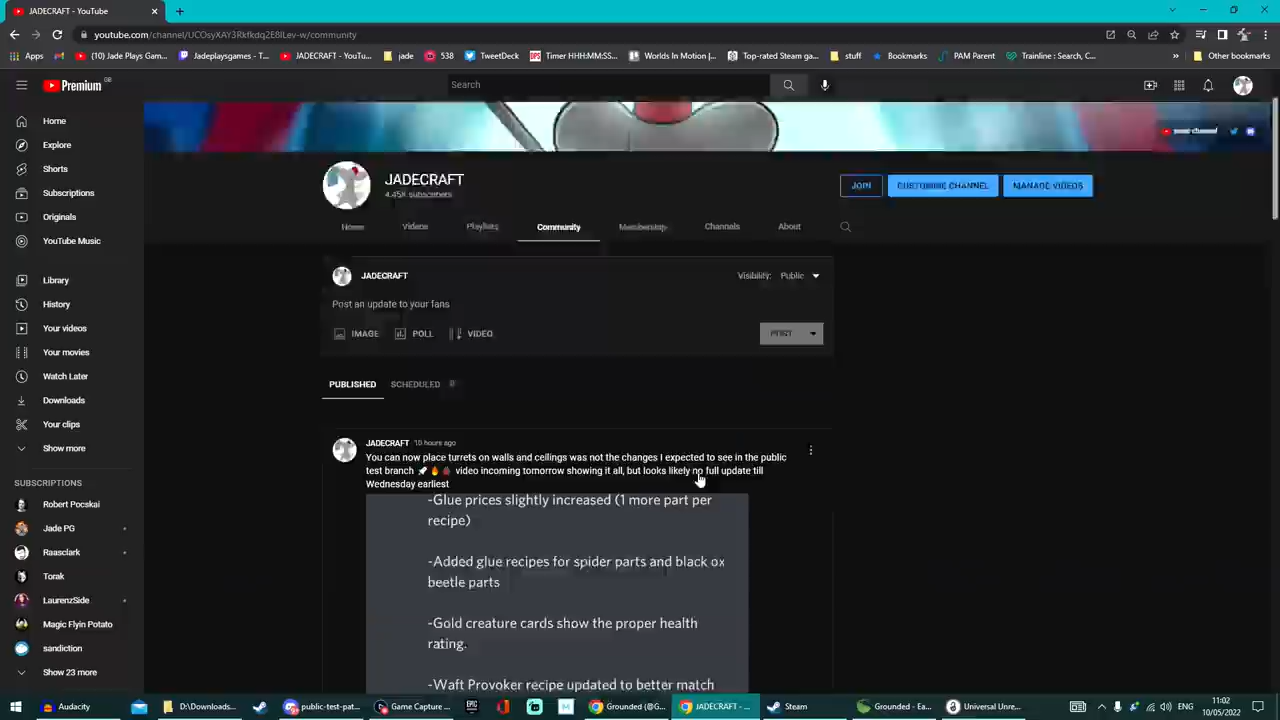 JADECRAFT - YouTube
youtube.com/channel/
Apps (10) Jade Plays Gam... Jadeplaysgames - T... JADECRAFT - YouTu... jade 538 TweetDeck Timer HHH:MM:SS... Worlds In Motion |... Top-rated Steam ga... stuff Bookmarks PAM Parent Trainline : Search, C... Other bookmarks
Premium GB
Search
Home
Explore
Shorts
Subscriptions
Originals
YouTube Music
Library
History
Your videos
Your movies
Watch Later
Downloads
Your clips
Show more
SUBSCRIPTIONS
Robert Pocskai
Jade PG
Raasclark
Torak
LaurenzSide
Magic Flyin Potato
sandiction
Show 23 more
JADECRAFT
4.45K subscribers
JOIN CUSTOMISE CHANNEL MANAGE VIDEOS
Home Videos Playlists Community Membership Channels About
JADECRAFT Visibility: Public
Post an update to your fans
IMAGE POLL VIDEO POST
PUBLISHED SCHEDULED 0
JADECRAFT 10 hours ago
You can now place turrets on walls and ceilings was not the changes I expected to see in the public
test branch 🚀🔥🕷 video incoming tomorrow showing it all, but looks likely no full update till
Wednesday earliest
-Glue prices slightly increased (1 more part per
recipe)
-Added glue recipes for spider parts and black ox
beetle parts
-Gold creature cards show the proper health
rating.
-Waft Provoker recipe updated to better match
Audacity D:\Downloads... public-test-pat... Game Capture ... Grounded (@G... JADECRAFT - ... Steam Grounded - Ea... Universal Unre... ENG 11:02
10/05/2022